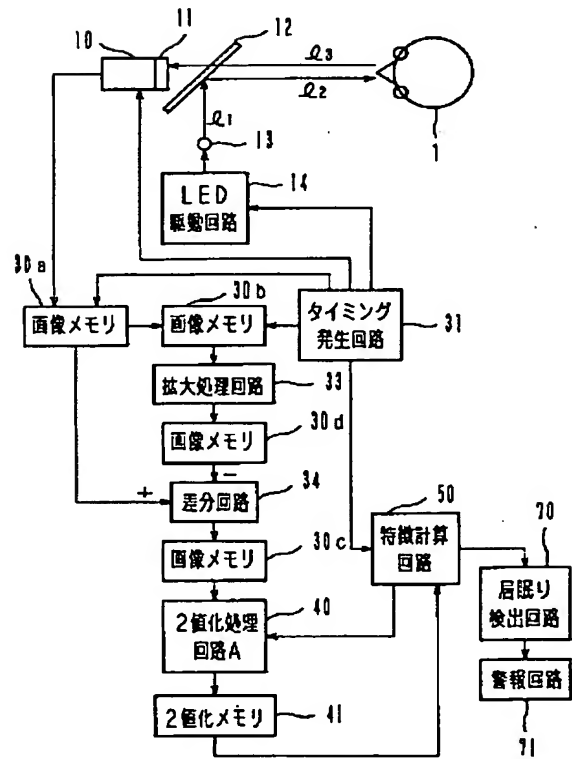 10
11
12
ℓ3
ℓ2
ℓ1
13
1
LED
駆動回路
14
30a
画像メモリ
30b
画像メモリ
タイミング
発生回路
31
拡大処理回路
33
画像メモリ
30d
−
+
差分回路
34
画像メモリ
30c
50
特徴計算
回路
70
居眠り
検出回路
2値化処理
回路A
40
警報回路
71
2値化メモリ
41